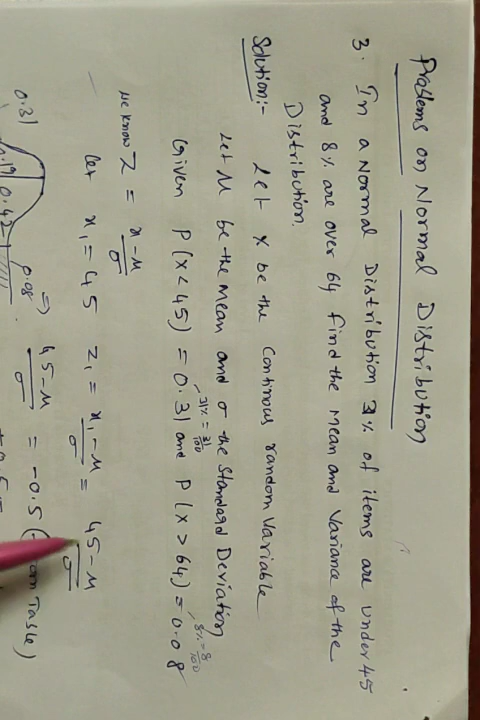 Problems on Normal Distribution
3. In a Normal Distribution 31% of items are under 45
and 8% are over 64 find the mean and variance of the
Distribution.
Solution:- Let X be the Continous random variable
Let M be the mean and σ the Standard Deviation
Given P(X<45) = 0.31 and P(X>64) = 0.08
31% = 31/100
8% = 8/100
we know Z = x-M/σ
let x₁ = 45 z₁ = x₁-M/σ = 45-M/σ
0.31 0.19 0.42 0.08
⇒ 45-M/σ = -0.5 (from Table)